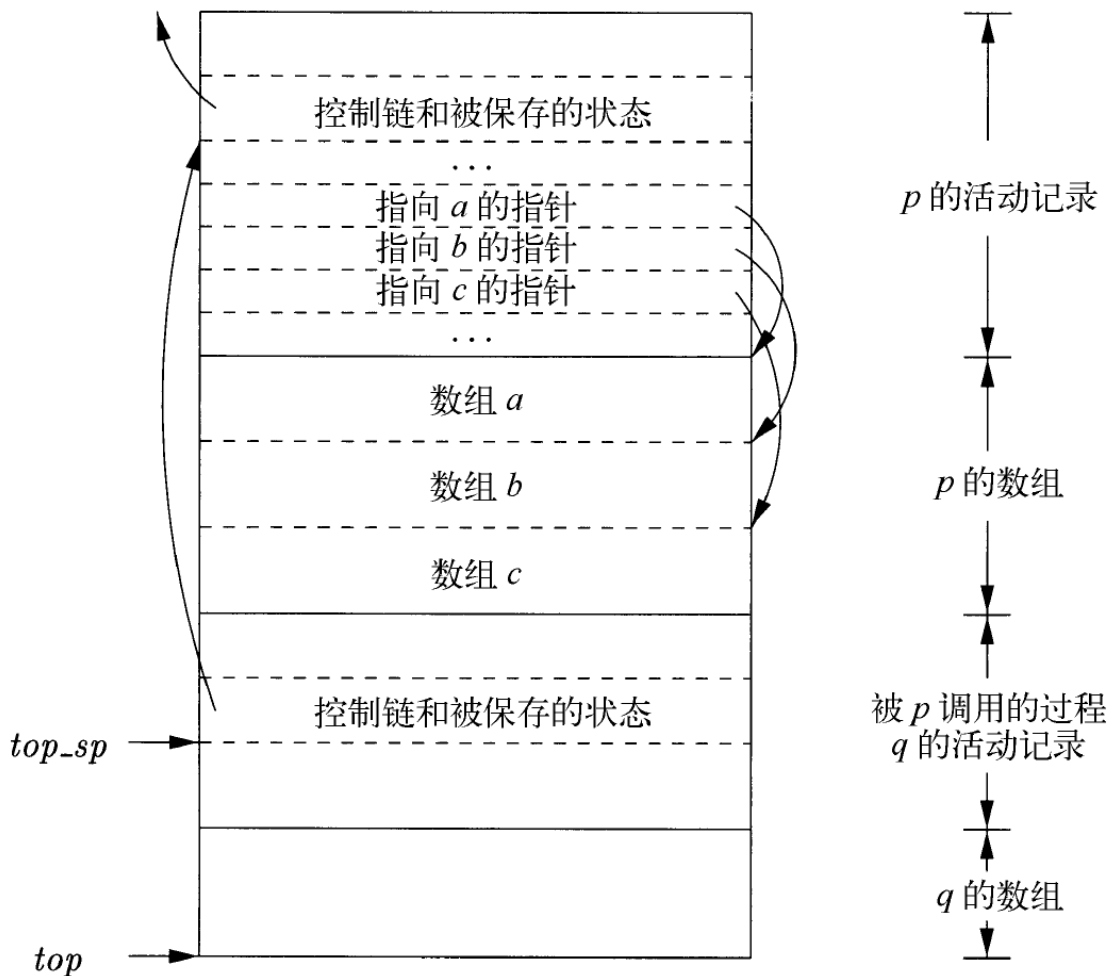 控制链和被保存的状态
...
指向 a 的指针
指向 b 的指针
指向 c 的指针
...
p 的活动记录
数组 a
数组 b
数组 c
p 的数组
控制链和被保存的状态
top_sp
被 p 调用的过程
q 的活动记录
q 的数组
top